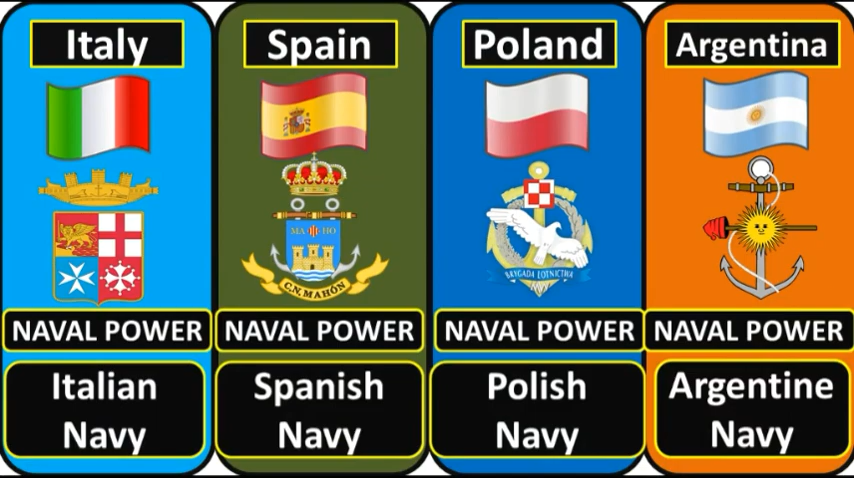 Italy
Spain
Poland
Argentina
MA HO
C.N. MAHÓN
BRYGADA LOTNICTWA
NAVAL POWER
NAVAL POWER
NAVAL POWER
NAVAL POWER
Italian
Navy
Spanish
Navy
Polish
Navy
Argentine
Navy